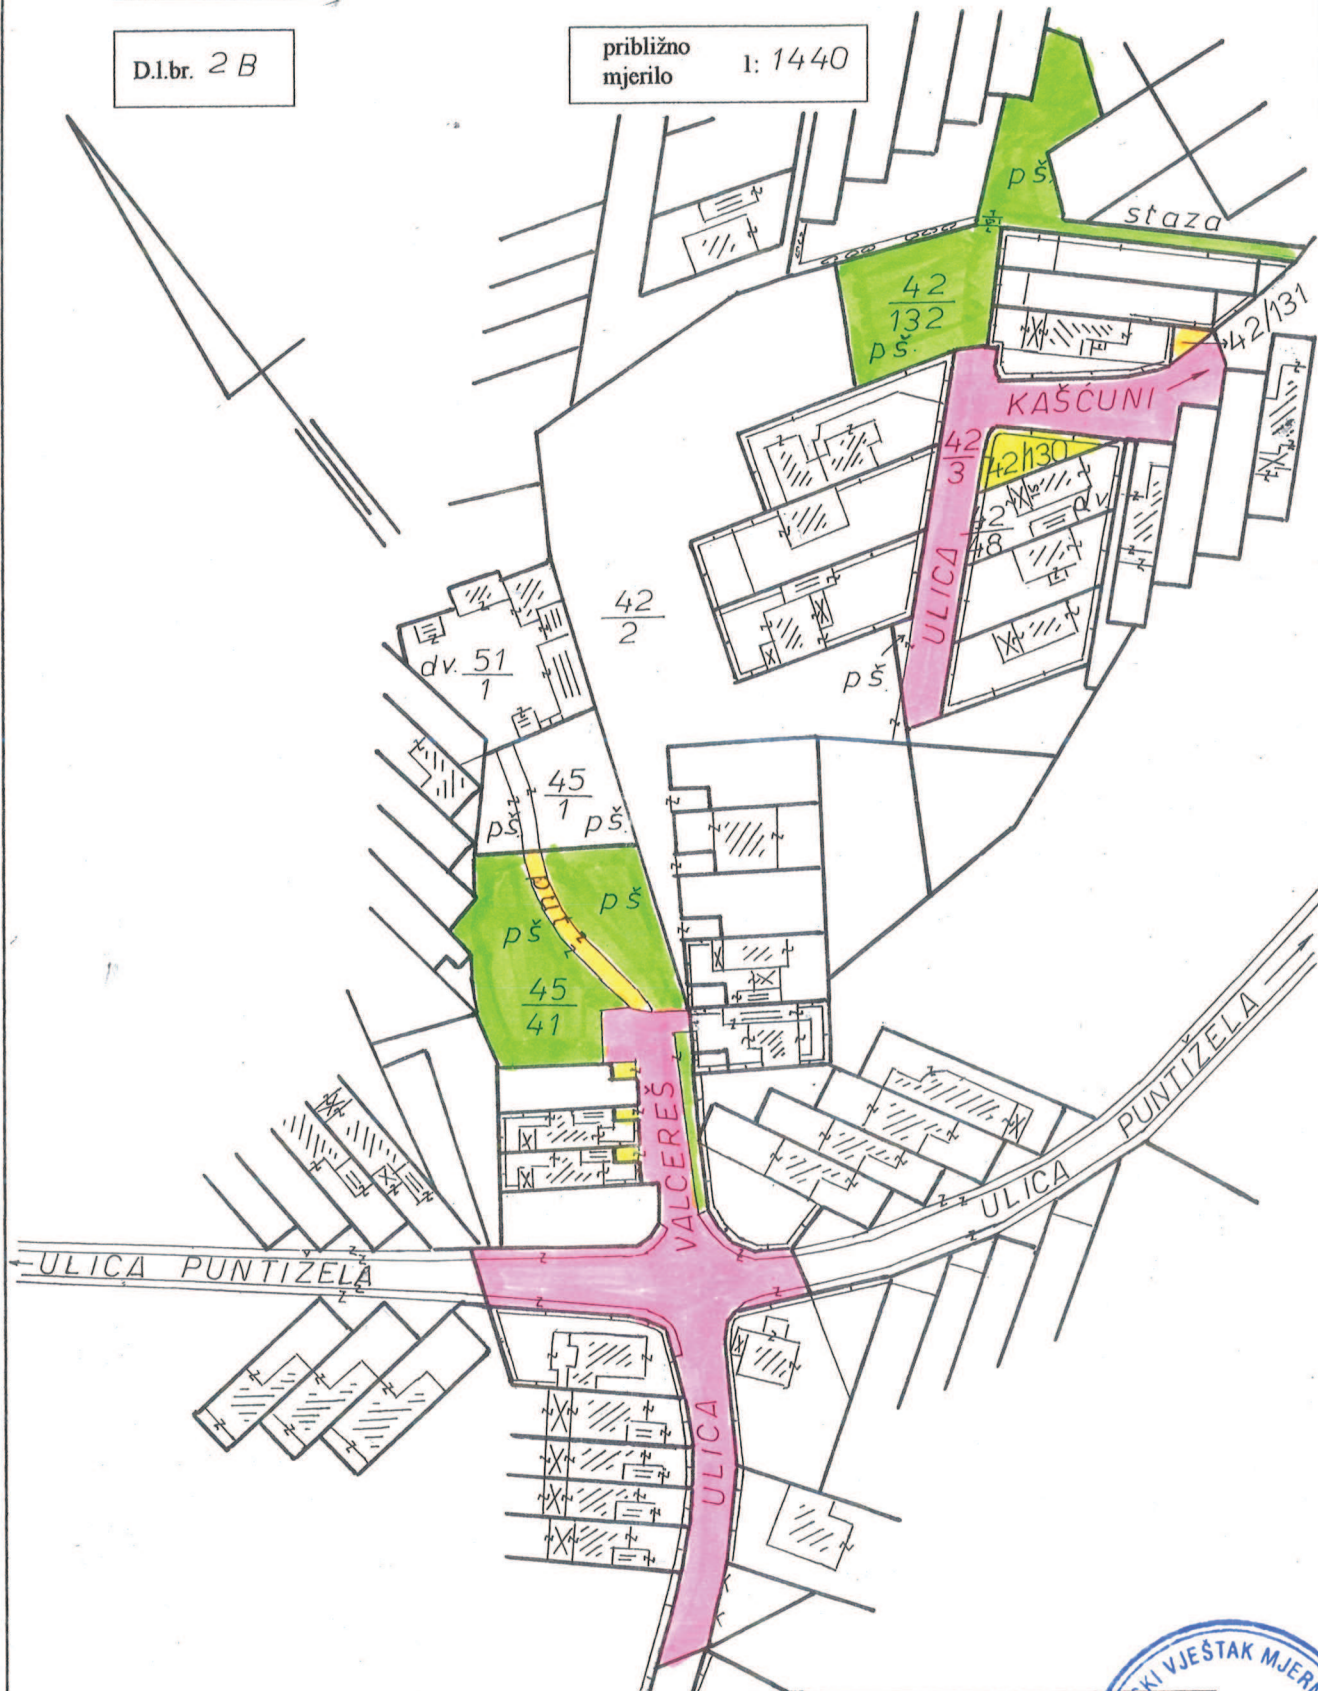 D.l.br. 2 B
približno
mjerilo 1: 1440
pš.
staza
42
132
pš.
42/131
KAŠĆUNI
42
3
42/130
dv.
42
48
ULICA
42
2
pš.
dv. 51
1
45
1
pš.
pš.
put
pš
pš
45
41
VALCEREŠ
ULICA PUNTIŽELA
ULICA PUNTIŽELA
ULICA
VJEŠTAK